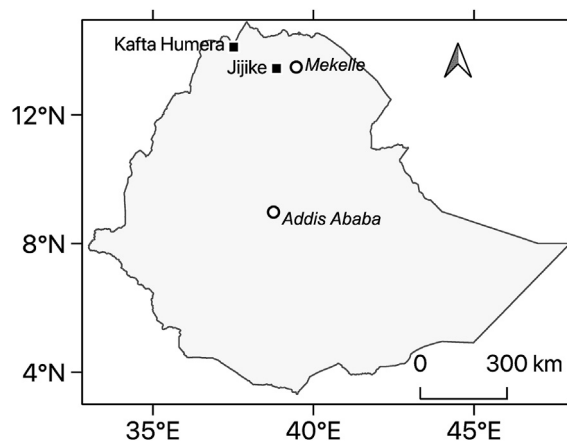 Kafta Humera
Jijike
Mekelle
12°N
Addis Ababa
8°N
0 300 km
4°N
35°E 40°E 45°E